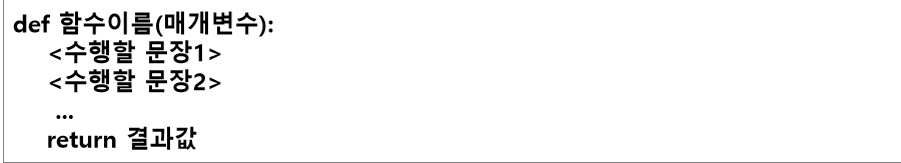 def 함수이름(매개변수):
<수행할 문장1>
<수행할 문장2>
...
return 결과값